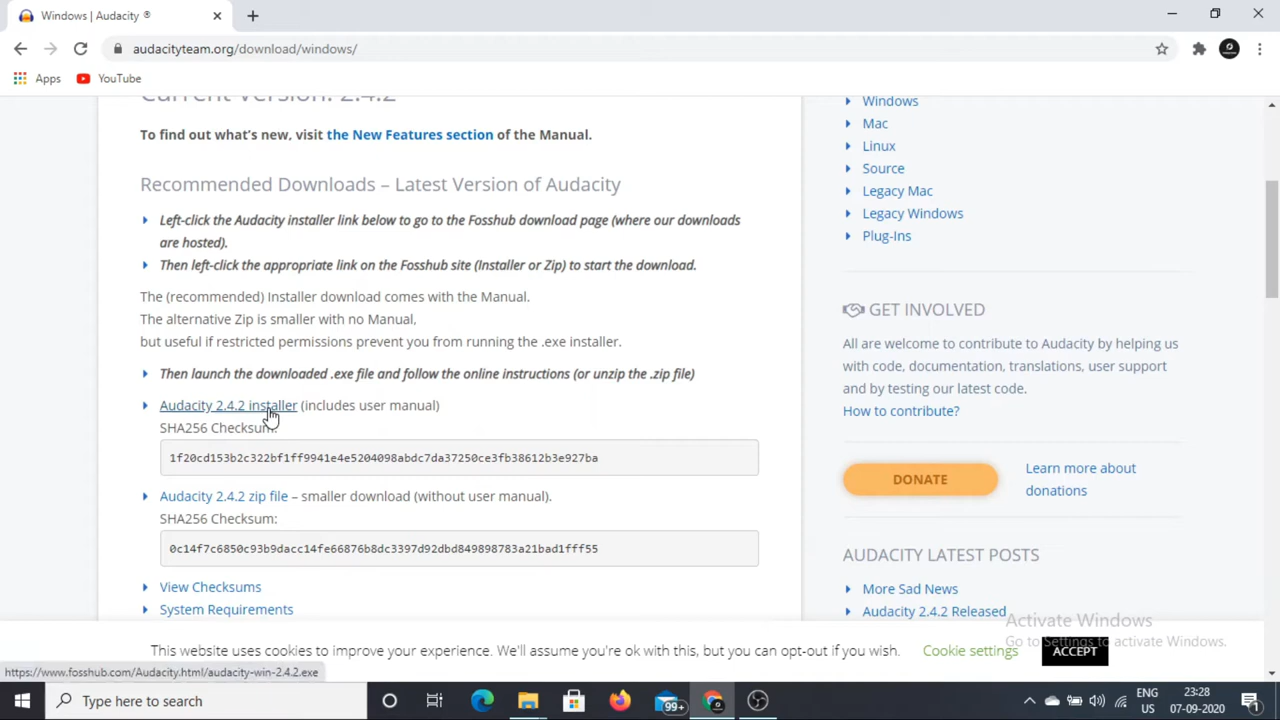 Windows | Audacity ®
audacityteam.org/download/windows/
Apps
YouTube
Current Version: 2.4.2
To find out what's new, visit the New Features section of the Manual.
Recommended Downloads – Latest Version of Audacity
Left-click the Audacity installer link below to go to the Fosshub download page (where our downloads
are hosted).
Then left-click the appropriate link on the Fosshub site (Installer or Zip) to start the download.
The (recommended) Installer download comes with the Manual.
The alternative Zip is smaller with no Manual,
but useful if restricted permissions prevent you from running the .exe installer.
Then launch the downloaded .exe file and follow the online instructions (or unzip the .zip file)
Audacity 2.4.2 installer (includes user manual)
SHA256 Checksum:
1f20cd153b2c322bf1ff9941e4e5204098abdc7da37250ce3fb38612b3e927ba
Audacity 2.4.2 zip file – smaller download (without user manual).
SHA256 Checksum:
0c14f7c6850c93b9dacc14fe66876b8dc3397d92dbd849898783a21bad1fff55
View Checksums
System Requirements
Windows
Mac
Linux
Source
Legacy Mac
Legacy Windows
Plug-Ins
GET INVOLVED
All are welcome to contribute to Audacity by helping us
with code, documentation, translations, user support
and by testing our latest code.
How to contribute?
DONATE
Learn more about
donations
AUDACITY LATEST POSTS
More Sad News
Audacity 2.4.2 Released
Activate Windows
Go to Settings to activate Windows.
This website uses cookies to improve your experience. We'll assume you're ok with this, but you can opt-out if you wish.
Cookie settings
ACCEPT
https://www.fosshub.com/Audacity.html/audacity-win-2.4.2.exe
Type here to search
99+
ENG
US
23:28
07-09-2020
1